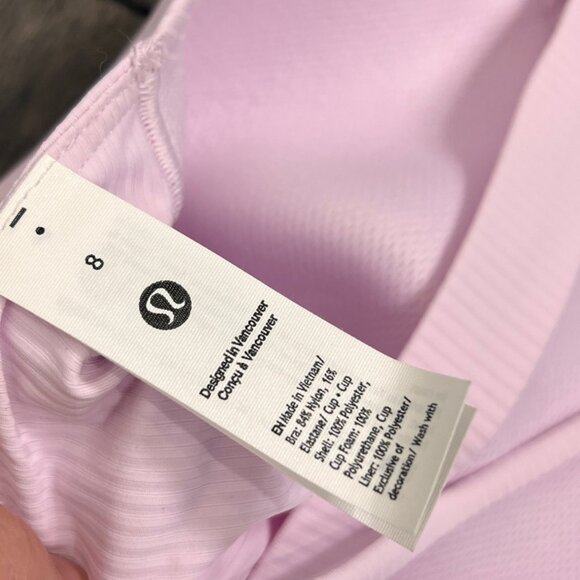 8
Designed in Vancouver
Conçu à Vancouver
EN Made in Vietnam/
Bra: 84% Nylon, 16%
Elastane/ Cup • Cup
Shell: 100% Polyester,
Cup Foam: 100%
Polyurethane, Cup
Liner: 100% Polyester/
Exclusive of
decoration/ Wash with